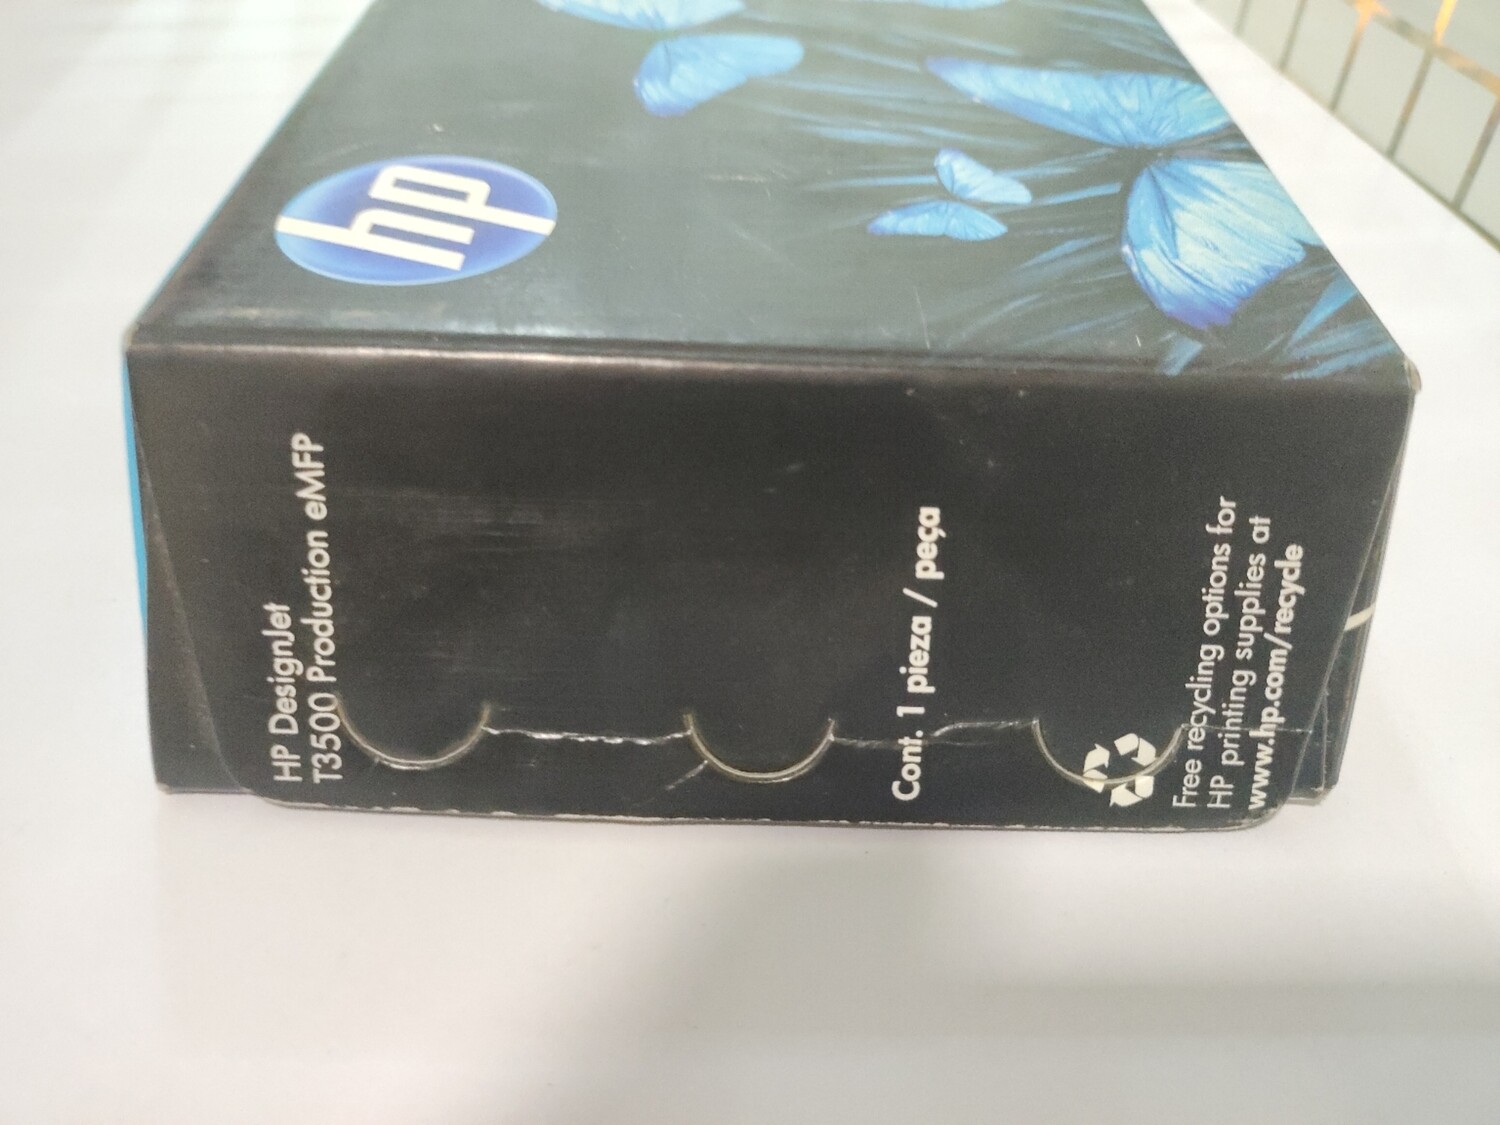 hp
HP DesignJet
T3500 Production eMFP
Cont. 1 pieza / peça
Free recycling options for
HP printing supplies at
www.hp.com/recycle